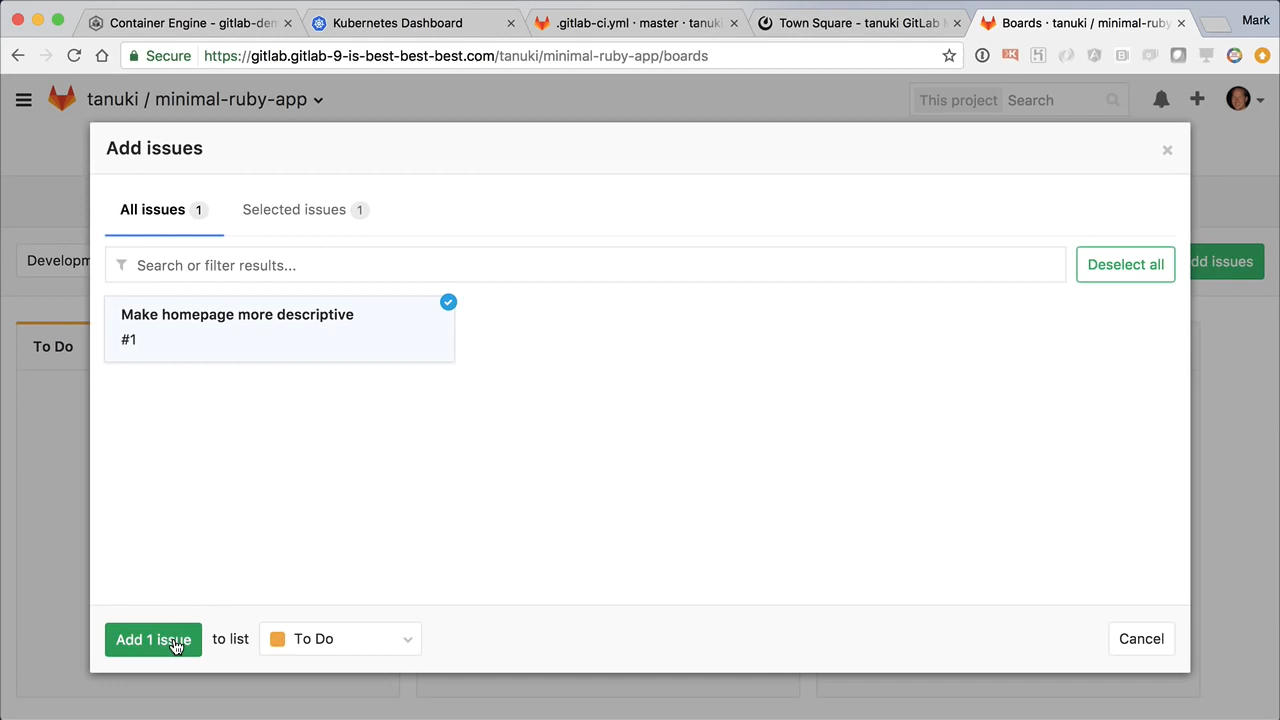 Container Engine - gitlab-den
Kubernetes Dashboard
.gitlab-ci.yml · master · tanuki
Town Square - tanuki GitLab M
Boards · tanuki / minimal-ruby
Mark
Secure
https://gitlab.gitlab-9-is-best-best-best.com/tanuki/minimal-ruby-app/boards
tanuki / minimal-ruby-app
This project Search
Add issues
All issues 1
Selected issues 1
Developm
Search or filter results...
Deselect all
dd issues
Make homepage more descriptive
#1
To Do
Add 1 issue to list To Do
Cancel